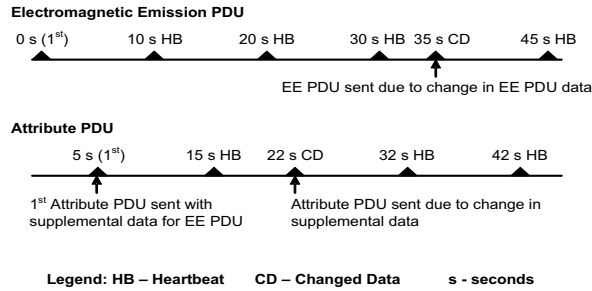 Electromagnetic Emission PDU
0 s (1st) 10 s HB 20 s HB 30 s HB 35 s CD 45 s HB
EE PDU sent due to change in EE PDU data
Attribute PDU
5 s (1st) 15 s HB 22 s CD 32 s HB 42 s HB
1st Attribute PDU sent with
supplemental data for EE PDU
Attribute PDU sent due to change in
supplemental data
Legend: HB – Heartbeat CD – Changed Data s - seconds